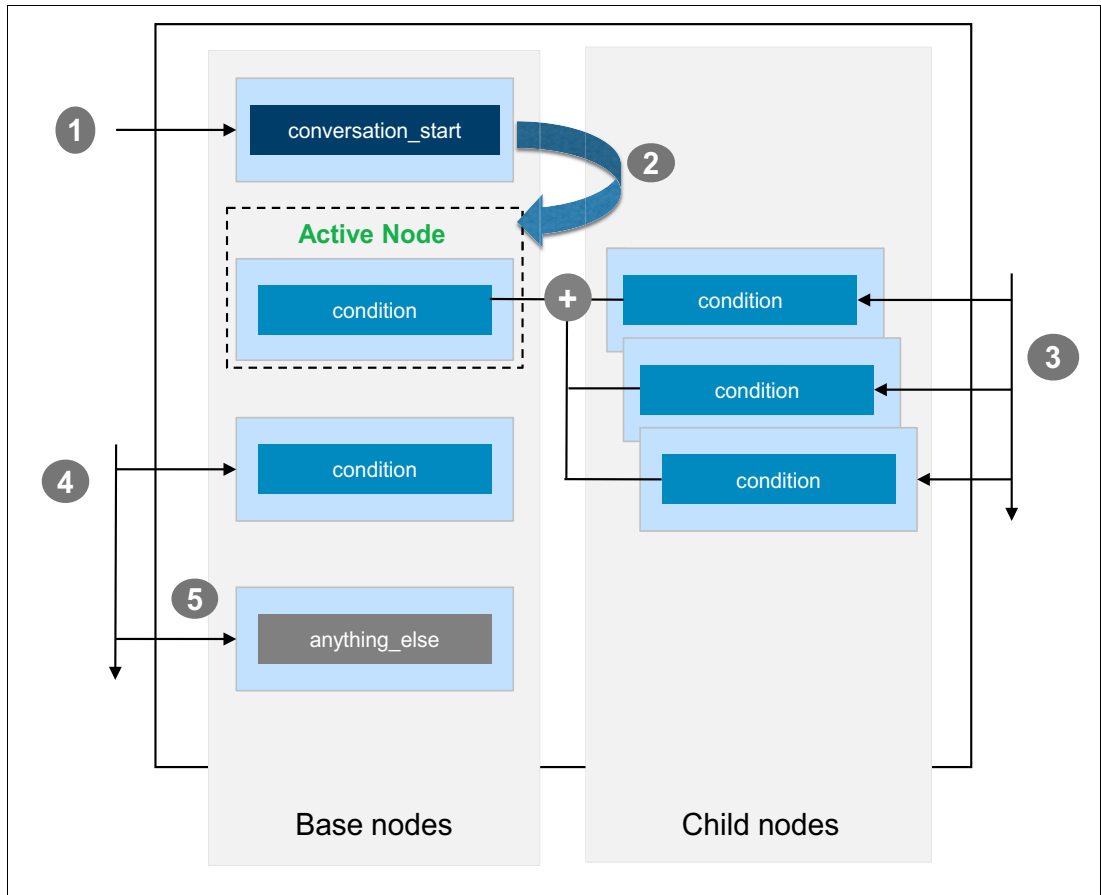 1
conversation_start
2
Active Node
condition
+
condition
3
condition
4
condition
condition
5
anything_else
Base nodes
Child nodes